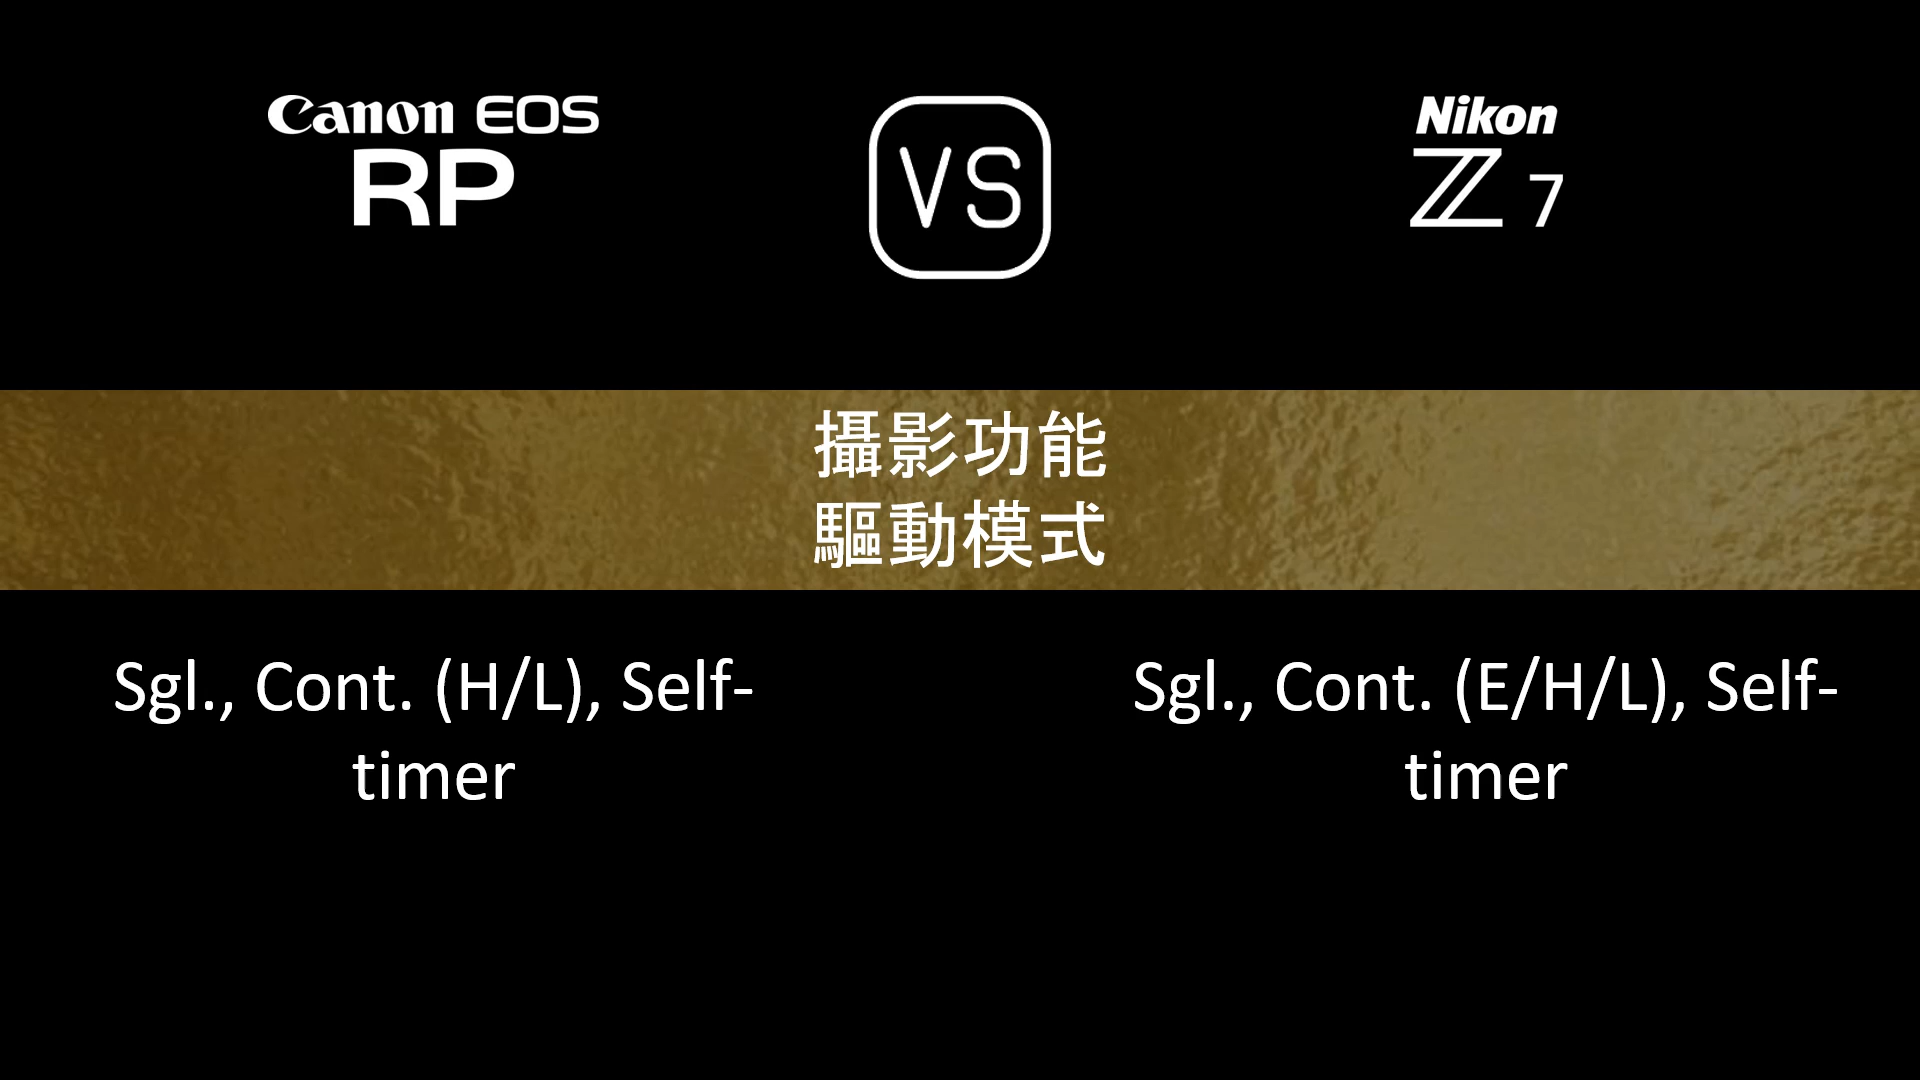 Canon EOS
RP
VS
Nikon
Z 7
攝影功能
驅動模式
Sgl., Cont. (H/L), Self-
timer
Sgl., Cont. (E/H/L), Self-
timer